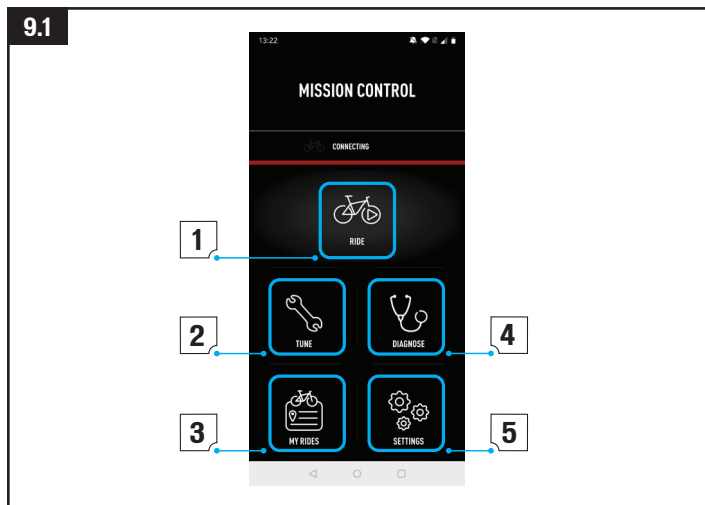 9.1
13:22
MISSION CONTROL
CONNECTING
1
RIDE
2
TUNE
DIAGNOSE
4
3
MY RIDES
SETTINGS
5